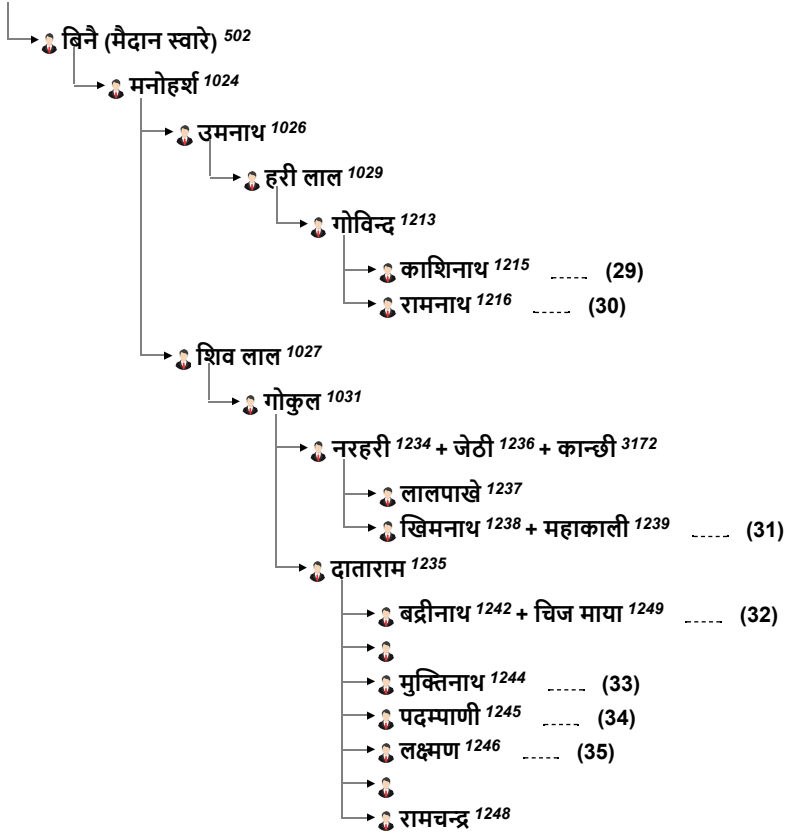 बिनै (मैदान स्वारे) 502
मनोहर्श 1024
उमनाथ 1026
हरी लाल 1029
गोविन्द 1213
काशिनाथ 1215 ...... (29)
रामनाथ 1216 ...... (30)
शिव लाल 1027
गोकुल 1031
नरहरी 1234 + जेठी 1236 + कान्छी 3172
लालपाखे 1237
खिमनाथ 1238 + महाकाली 1239 ...... (31)
दाताराम 1235
बद्रीनाथ 1242 + चिज माया 1249 ...... (32)
मुक्तिनाथ 1244 ...... (33)
पदम्पाणी 1245 ...... (34)
लक्ष्मण 1246 ...... (35)
रामचन्द्र 1248